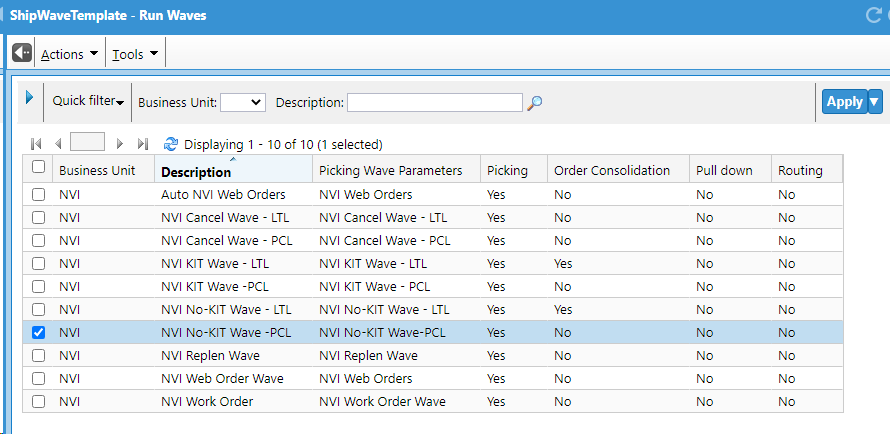 ShipWaveTemplate - Run Waves
Actions Tools
Quick filter Business Unit: Description: Apply
Displaying 1 - 10 of 10 (1 selected)
Business Unit Description Picking Wave Parameters Picking Order Consolidation Pull down Routing
NVI Auto NVI Web Orders NVI Web Orders Yes No No No
NVI NVI Cancel Wave - LTL NVI Cancel Wave - LTL Yes No No No
NVI NVI Cancel Wave - PCL NVI Cancel Wave - PCL Yes No No No
NVI NVI KIT Wave - LTL NVI KIT Wave - LTL Yes Yes No No
NVI NVI KIT Wave -PCL NVI KIT Wave - PCL Yes No No No
NVI NVI No-KIT Wave - LTL NVI No-KIT Wave - LTL Yes Yes No No
NVI NVI No-KIT Wave -PCL NVI No-KIT Wave-PCL Yes No No No
NVI NVI Replen Wave NVI Replen Wave Yes No No No
NVI NVI Web Order Wave NVI Web Orders Yes No No No
NVI NVI Work Order NVI Work Order Wave Yes No No No